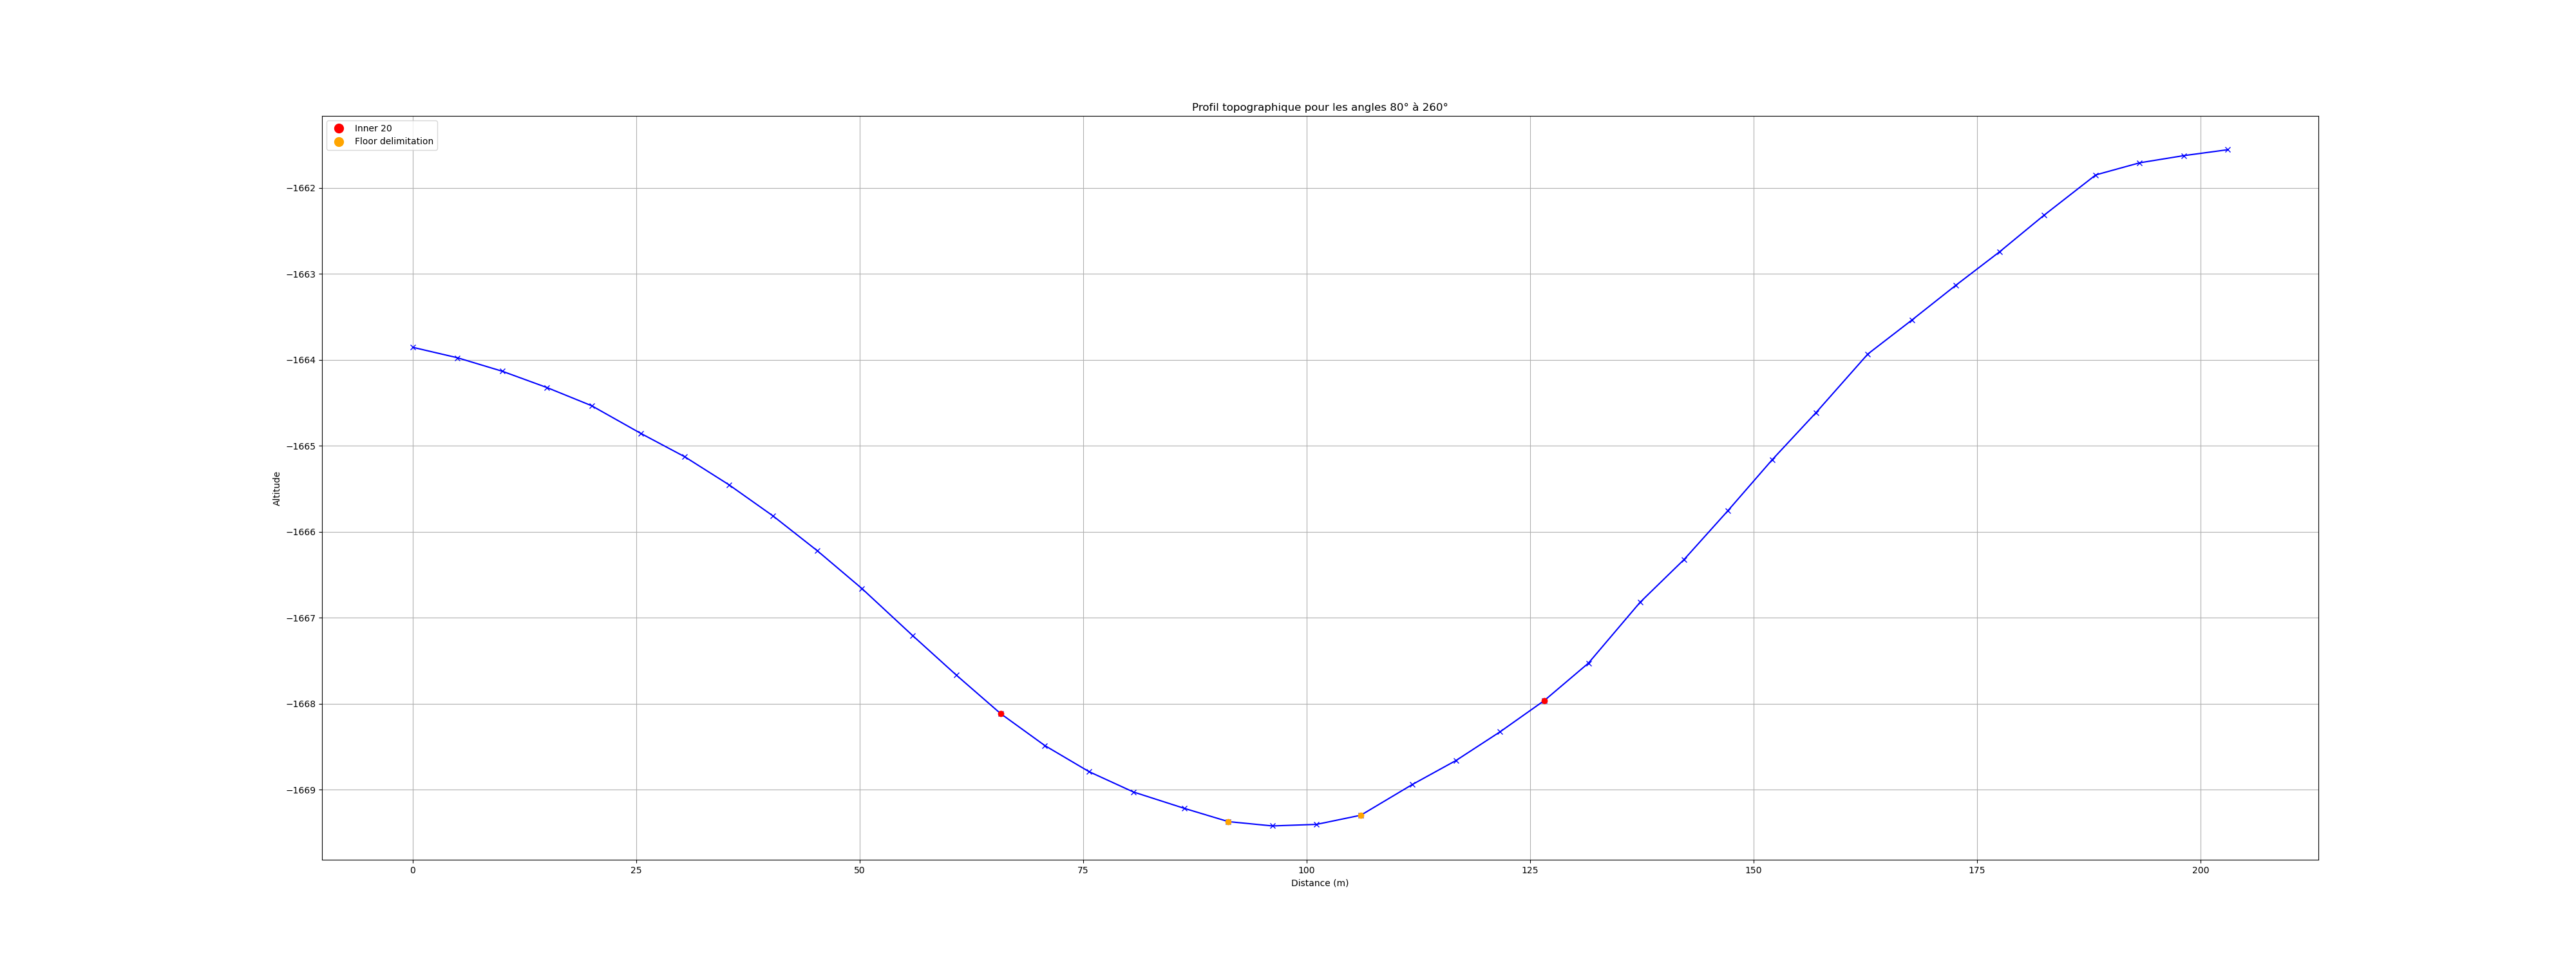 Profil topographique pour les angles 80° à 260°
Inner 20
Floor delimitation
−1662
−1663
−1664
−1665
−1666
−1667
−1668
−1669
Altitude
0 25 50 75 100 125 150 175 200
Distance (m)